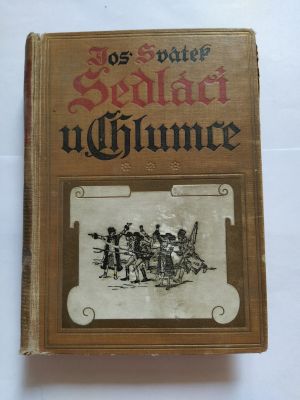 Jos. Svátek
Sedláci
u Chlumce